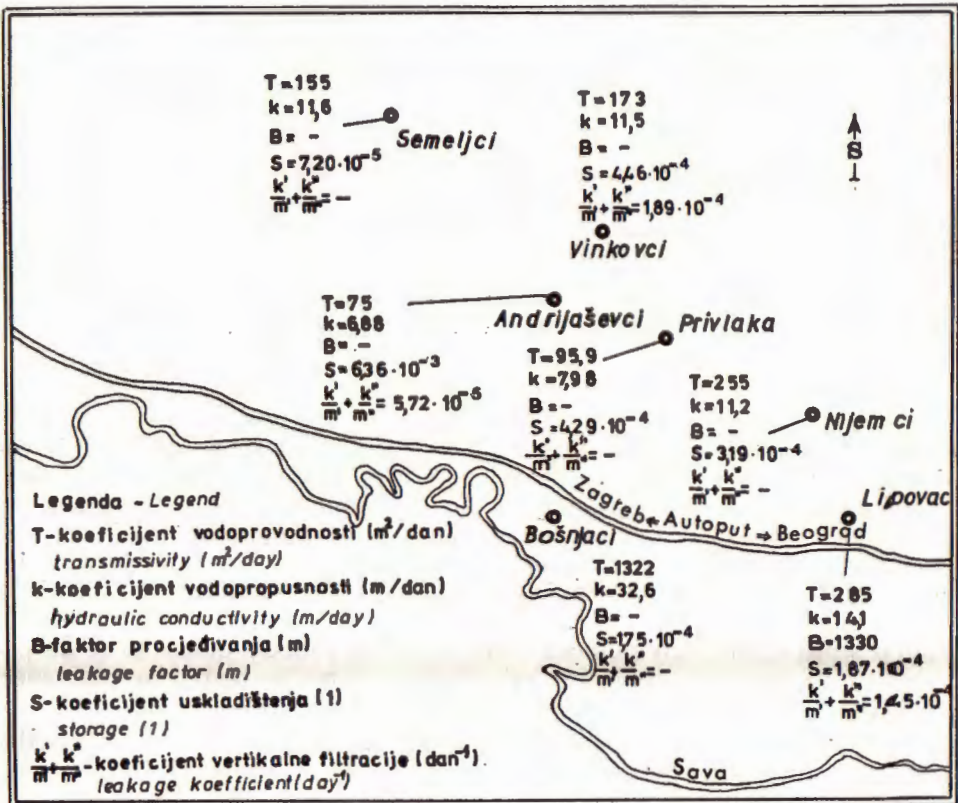 T=155
k=11,6
B= -
S=7,20·10⁻⁵
k'/m' + k"/m" = -
Semeljci
T=173
k=11,5
B= -
S=4,46·10⁻⁴
k'/m' + k"/m" = 1,89·10⁻⁴
Vinkovci
S
T=75
k=6,88
B= -
S=6,36·10⁻³
k'/m' + k"/m" = 5,72·10⁻⁵
Andrijaševci
Privlaka
T=95,9
k=7,98
B= -
S=4,29·10⁻⁴
k'/m' + k"/m" = -
T=255
k=11,2
B= -
S=3,19·10⁻⁴
k'/m' + k"/m" = -
Nijemci
Lipovac
Zagreb ← Autoput → Beograd
Bošnjaci
T=1322
k=32,6
B= -
S=1,75·10⁻⁴
k'/m' + k"/m" = -
T=285
k=14,1
B=1330
S=1,87·10⁻⁴
k'/m' + k"/m" = 1,45·10⁻⁴
Sava
Legenda - Legend
T-koeficijent vodoprovodnosti (m²/dan)
transmissivity (m²/day)
k-koeficijent vodopropusnosti (m/dan)
hydraulic conductivity (m/day)
B-faktor procjeđivanja (m)
leakage factor (m)
S-koeficijent uskladištenja (1)
storage (1)
k'/m' + k"/m" -koeficijent vertikalne filtracije (dan⁻¹).
leakage koefficient (day⁻¹)